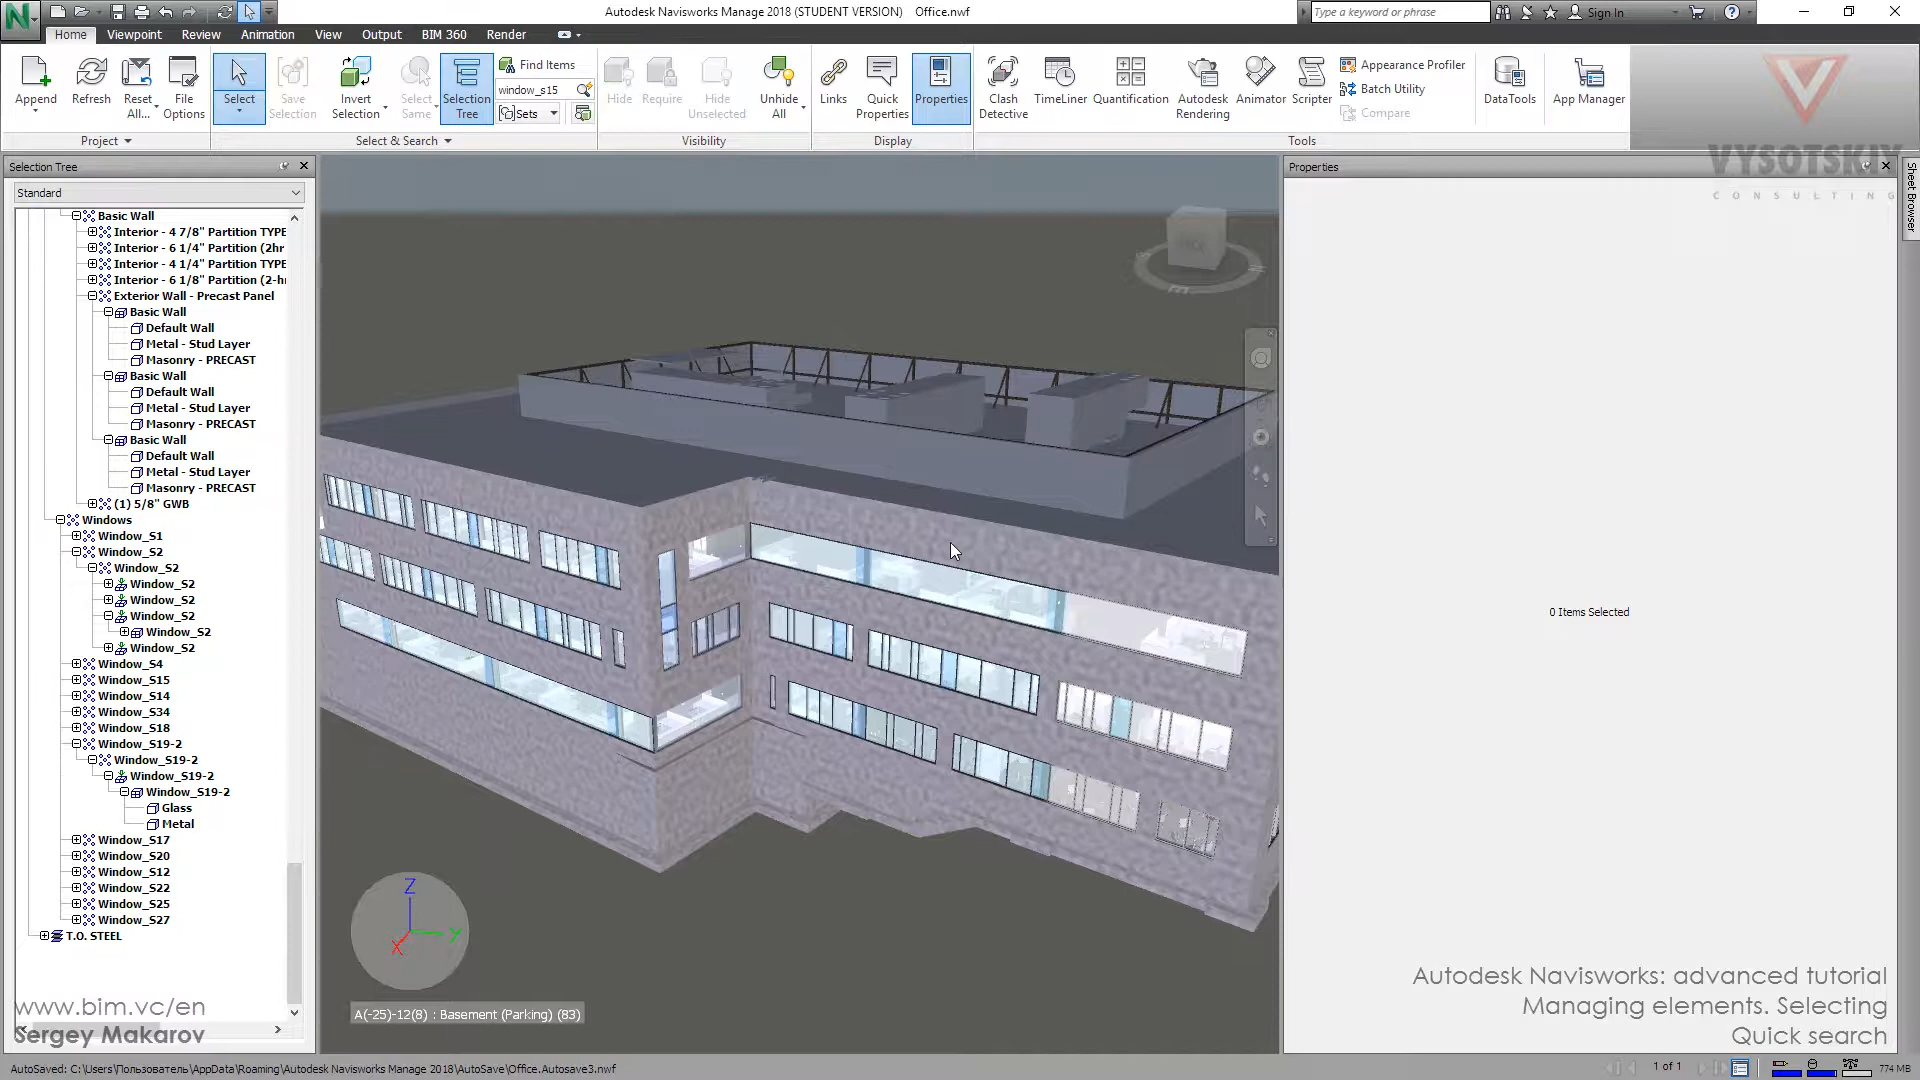 Autodesk Navisworks Manage 2018 (STUDENT VERSION) Office.nwf
Type a keyword or phrase
Sign In
Home Viewpoint Review Animation View Output BIM 360 Render
Append
Refresh
Reset All...
File Options
Project
Select
Save Selection
Invert Selection
Select Same
Selection Tree
Find Items
window_s15
Sets
Select & Search
Hide
Require
Hide Unselected
Unhide All
Visibility
Links
Quick Properties
Properties
Display
Clash Detective
TimeLiner
Quantification
Autodesk Rendering
Animator
Scripter
Appearance Profiler
Batch Utility
Compare
Tools
DataTools
App Manager
VYSOTSKIY
CONSULTING
Selection Tree
Standard
Basic Wall
Interior - 4 7/8" Partition TYPE
Interior - 6 1/4" Partition (2hr
Interior - 4 1/4" Partition TYPE
Interior - 6 1/8" Partition (2-hr
Exterior Wall - Precast Panel
Basic Wall
Default Wall
Metal - Stud Layer
Masonry - PRECAST
Basic Wall
Default Wall
Metal - Stud Layer
Masonry - PRECAST
Basic Wall
Default Wall
Metal - Stud Layer
Masonry - PRECAST
(1) 5/8" GWB
Windows
Window_S1
Window_S2
Window_S2
Window_S2
Window_S2
Window_S2
Window_S2
Window_S2
Window_S4
Window_S15
Window_S14
Window_S34
Window_S18
Window_S19-2
Window_S19-2
Window_S19-2
Window_S19-2
Glass
Metal
Window_S17
Window_S20
Window_S12
Window_S22
Window_S25
Window_S27
T.O. STEEL
www.bim.vc/en
Sergey Makarov
Z
Y
X
A(-25)-12(8) : Basement (Parking) (83)
Properties
0 Items Selected
Sheet Browser
Autodesk Navisworks: advanced tutorial
Managing elements. Selecting
Quick search
AutoSaved: C:\Users\Пользователь\AppData\Roaming\Autodesk Navisworks Manage 2018\AutoSave\Office.Autosave3.nwf
1 of 1
774 MB